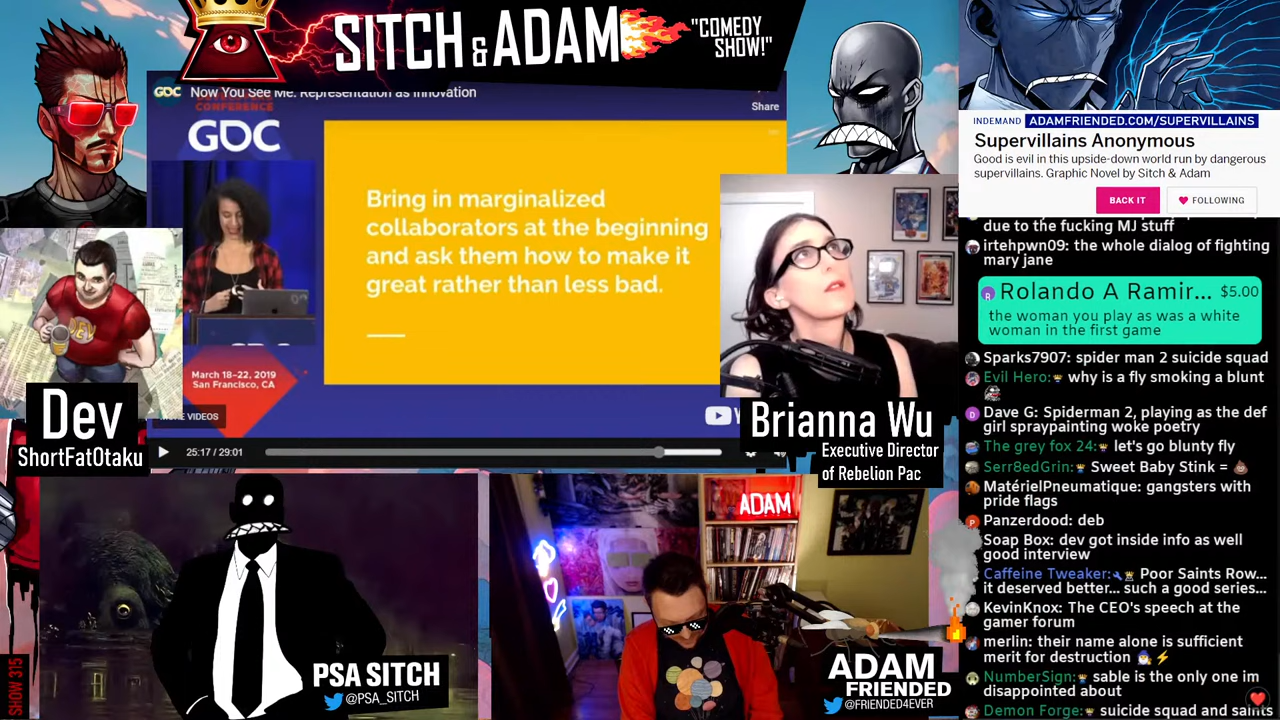 SITCH & ADAM
"COMEDY
SHOW!"
GDC
Now You See Me: Representation as Innovation
Share
CONFERENCE
GDC
Bring in marginalized
collaborators at the beginning
and ask them how to make it
great rather than less bad.
March 18–22, 2019
San Francisco, CA
VIDEOS
25:17 / 29:01
DEV
Dev
ShortFatOtaku
Brianna Wu
Executive Director
of Rebelion Pac
SHOW 315
PSA SITCH
@PSA_SITCH
ADAM
ADAM
FRIENDED
@FRIENDED4EVER
INDEMAND
ADAMFRIENDED.COM/SUPERVILLAINS
Supervillains Anonymous
Good is evil in this upside-down world run by dangerous
supervillains. Graphic Novel by Sitch & Adam
BACK IT
FOLLOWING
due to the fucking MJ stuff
irtehpwn09: the whole dialog of fighting
mary jane
Rolando A Ramir... $5.00
the woman you play as was a white
woman in the first game
Sparks7907: spider man 2 suicide squad
Evil Hero: why is a fly smoking a blunt
Dave G: Spiderman 2, playing as the def
girl spraypainting woke poetry
The grey fox 24: let's go blunty fly
Serr8edGrin: Sweet Baby Stink = 💩
MatérielPneumatique: gangsters with
pride flags
Panzerdood: deb
Soap Box: dev got inside info as well
good interview
Caffeine Tweaker: Poor Saints Row...
it deserved better... such a good series...
KevinKnox: The CEO's speech at the
gamer forum
merlin: their name alone is sufficient
merit for destruction
NumberSign: sable is the only one im
disappointed about
Demon Forge: suicide squad and saints